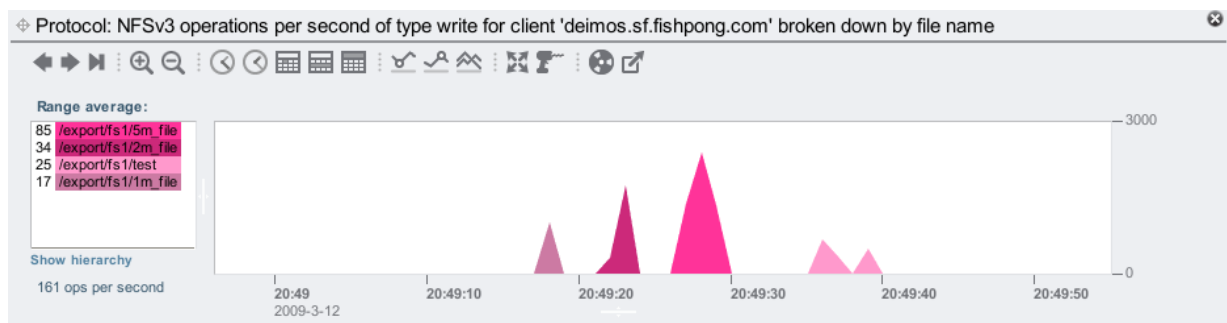 Protocol: NFSv3 operations per second of type write for client 'deimos.sf.fishpong.com' broken down by file name
Range average:
85 /export/fs1/5m_file
34 /export/fs1/2m_file
25 /export/fs1/test
17 /export/fs1/1m_file
Show hierarchy
161 ops per second
3000
0
20:49 20:49:10 20:49:20 20:49:30 20:49:40 20:49:50
2009-3-12